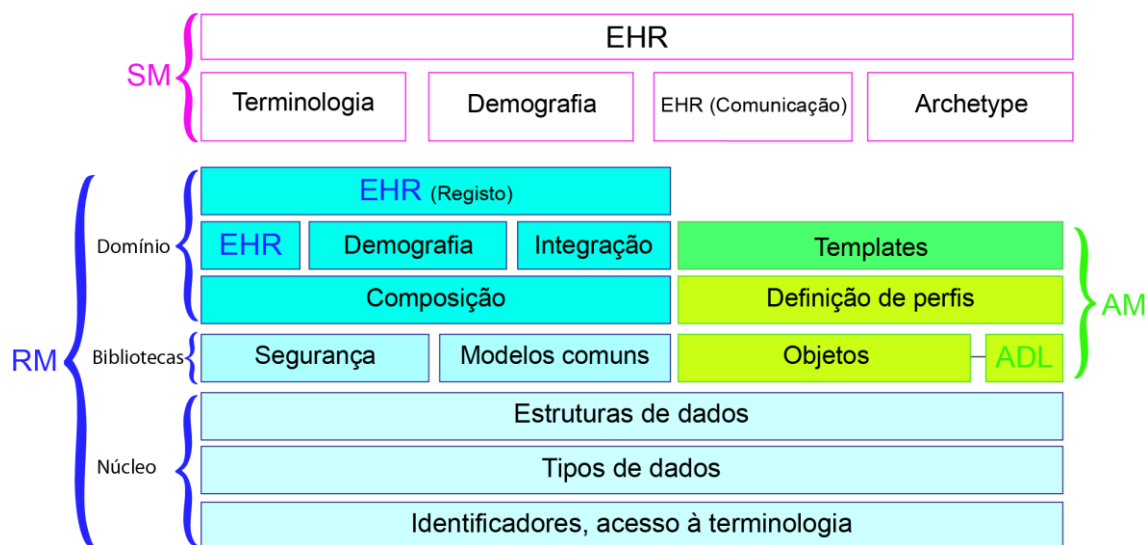 EHR
SM
Terminologia
Demografia
EHR (Comunicação)
Archetype
EHR (Registo)
Domínio
EHR
Demografia
Integração
Templates
Composição
Definição de perfis
AM
RM
Bibliotecas
Segurança
Modelos comuns
Objetos
ADL
Estruturas de dados
Núcleo
Tipos de dados
Identificadores, acesso à terminologia